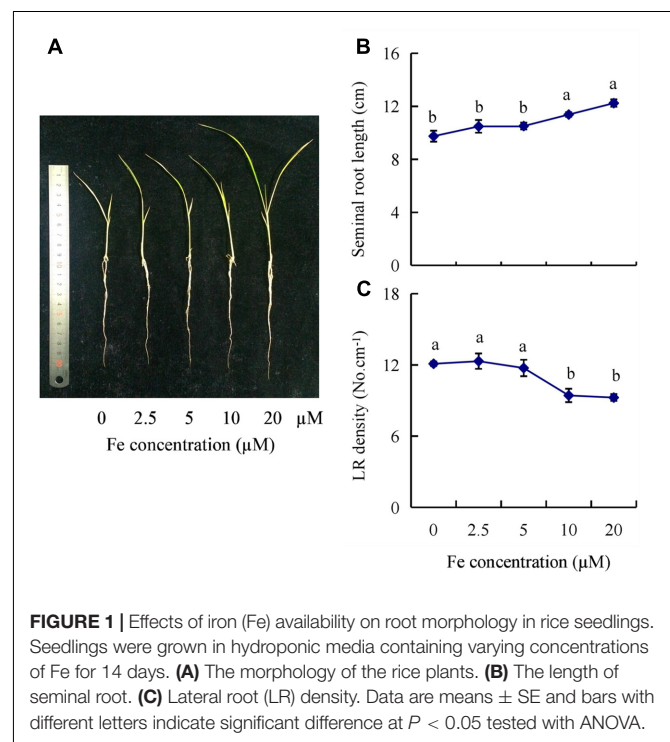 A
0 2.5 5 10 20 µM
Fe concentration (µM)
B
Seminal root length (cm)
16
12
8
4
0
b b b a a
C
LR density (No.cm⁻¹)
18
12
6
0
a a a b b
0 2.5 5 10 20
Fe concentration (µM)
FIGURE 1 | Effects of iron (Fe) availability on root morphology in rice seedlings.
Seedlings were grown in hydroponic media containing varying concentrations
of Fe for 14 days. (A) The morphology of the rice plants. (B) The length of
seminal root. (C) Lateral root (LR) density. Data are means ± SE and bars with
different letters indicate significant difference at P < 0.05 tested with ANOVA.